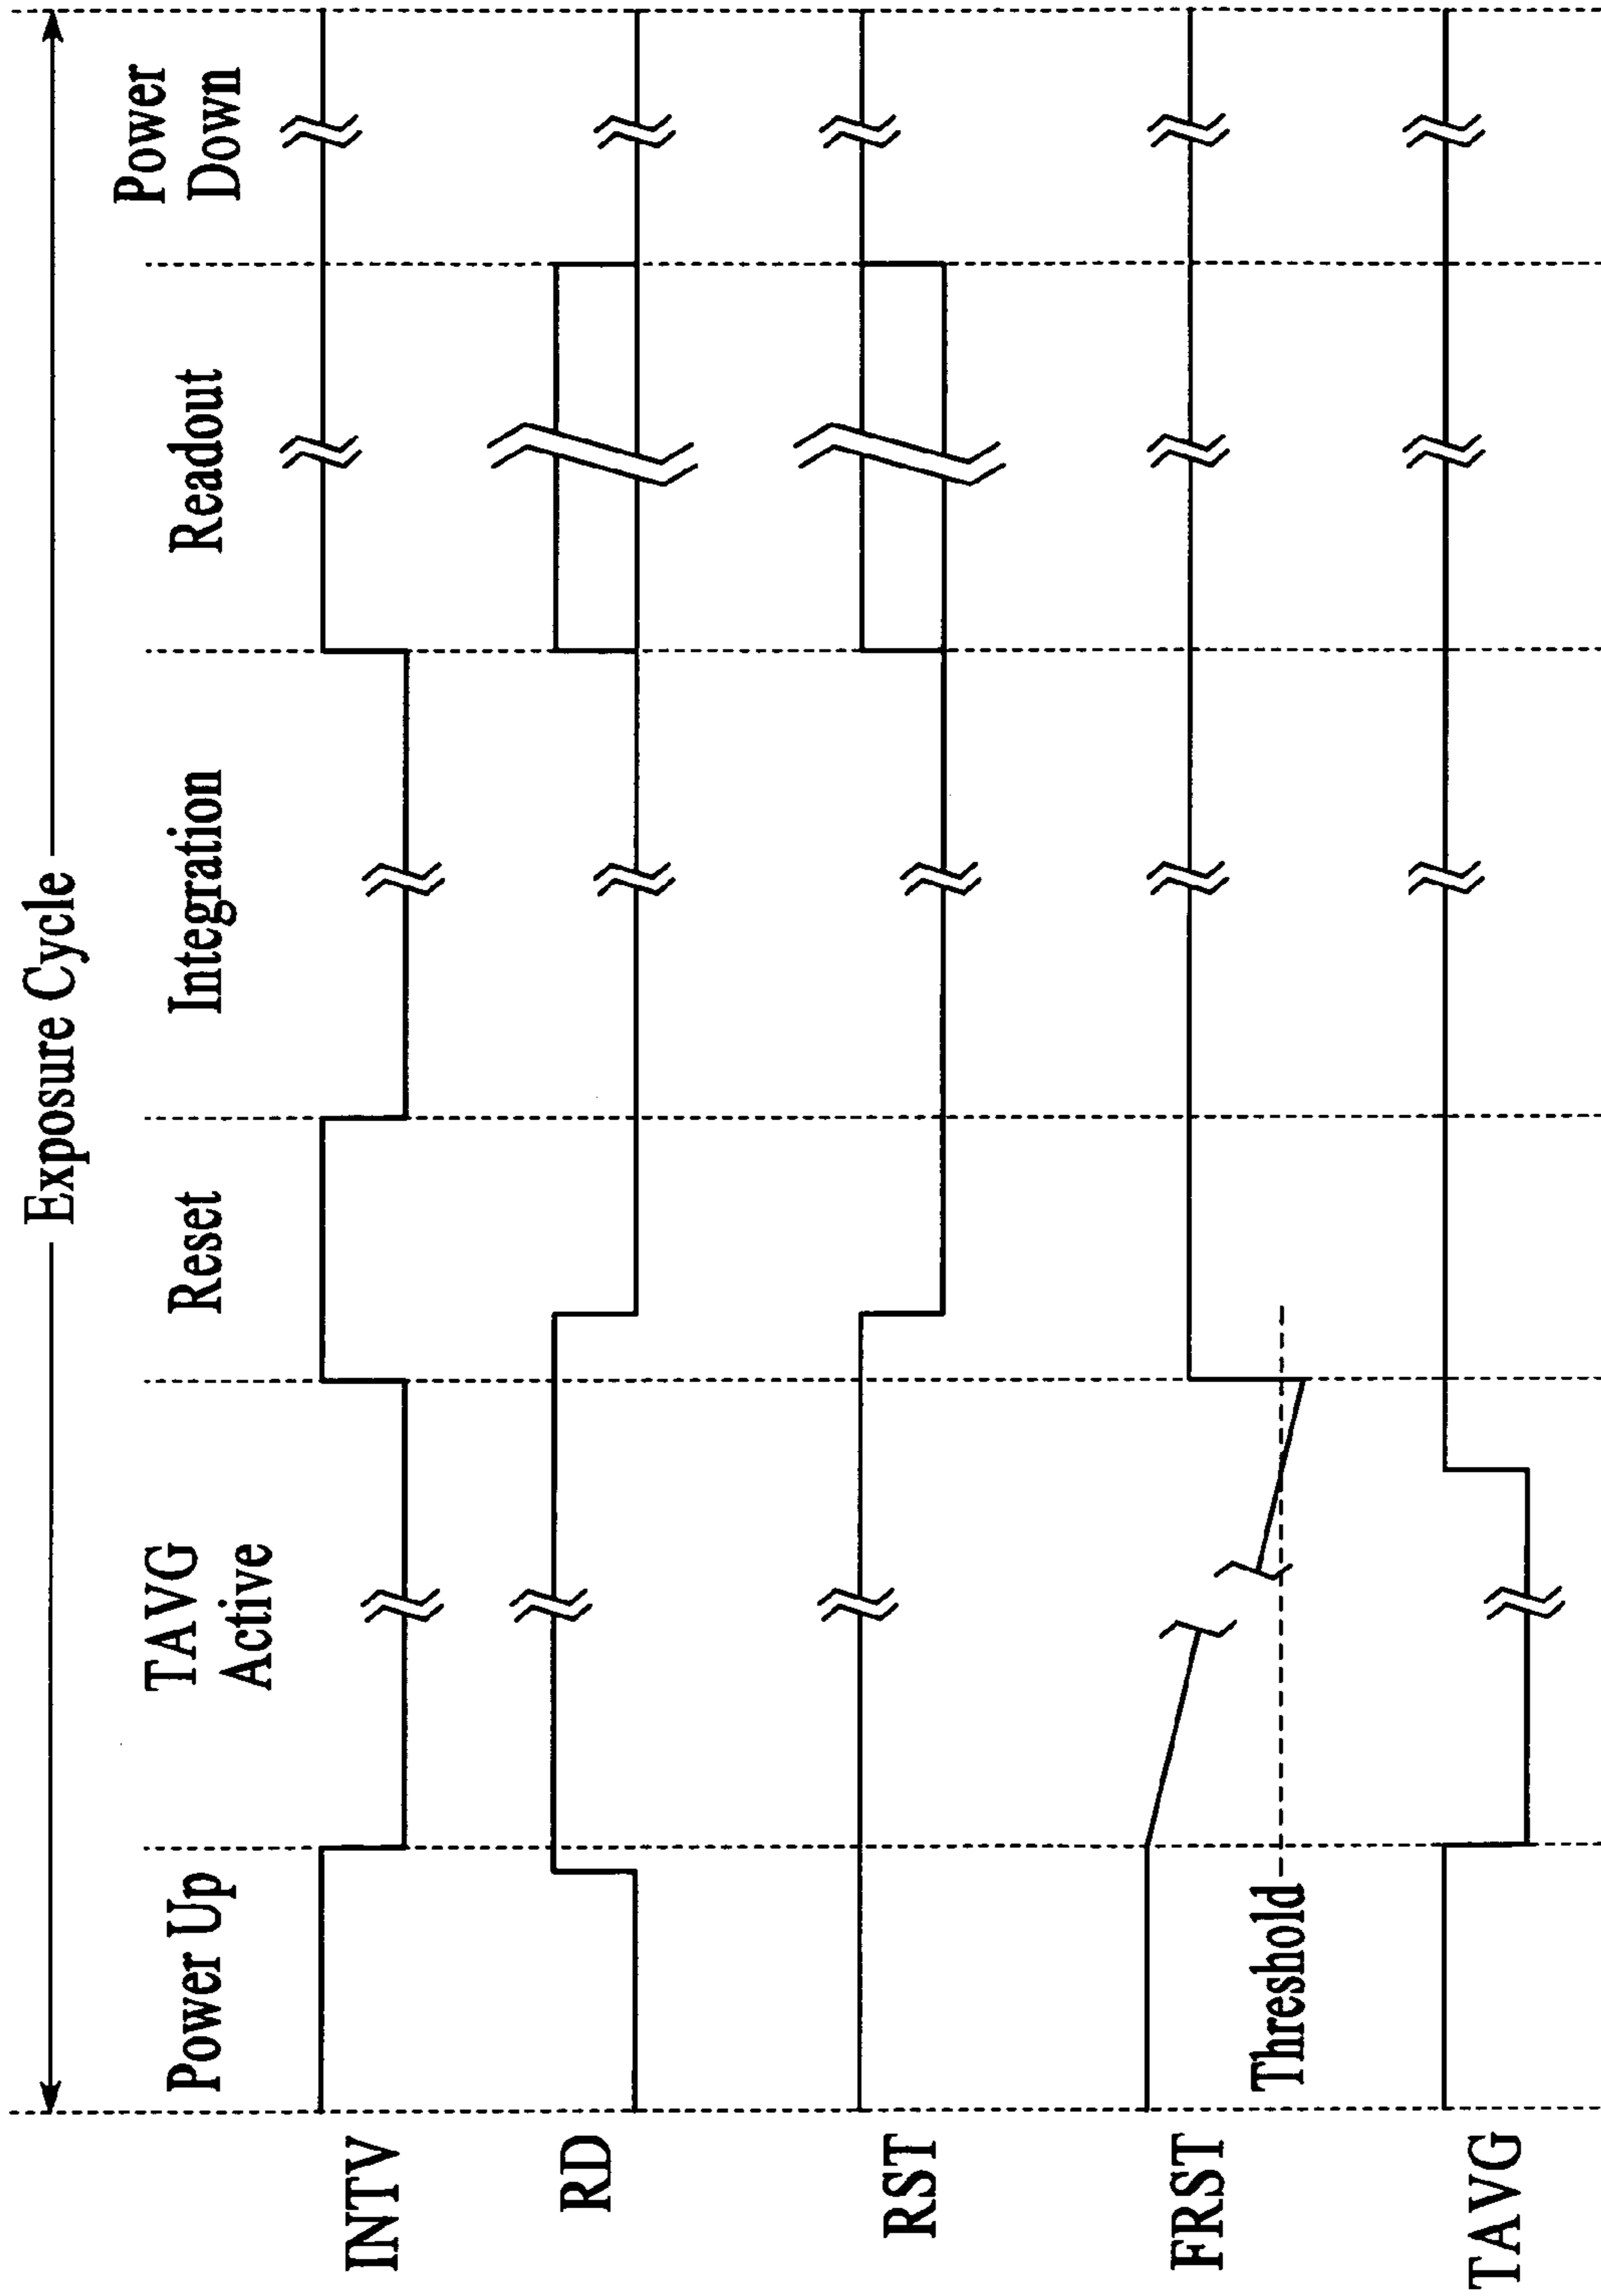 Exposure Cycle
Power Up
TAVG
Active
Reset
Integration
Readout
Power
Down
INTV
RD
RST
FRST
Threshold
TAVG